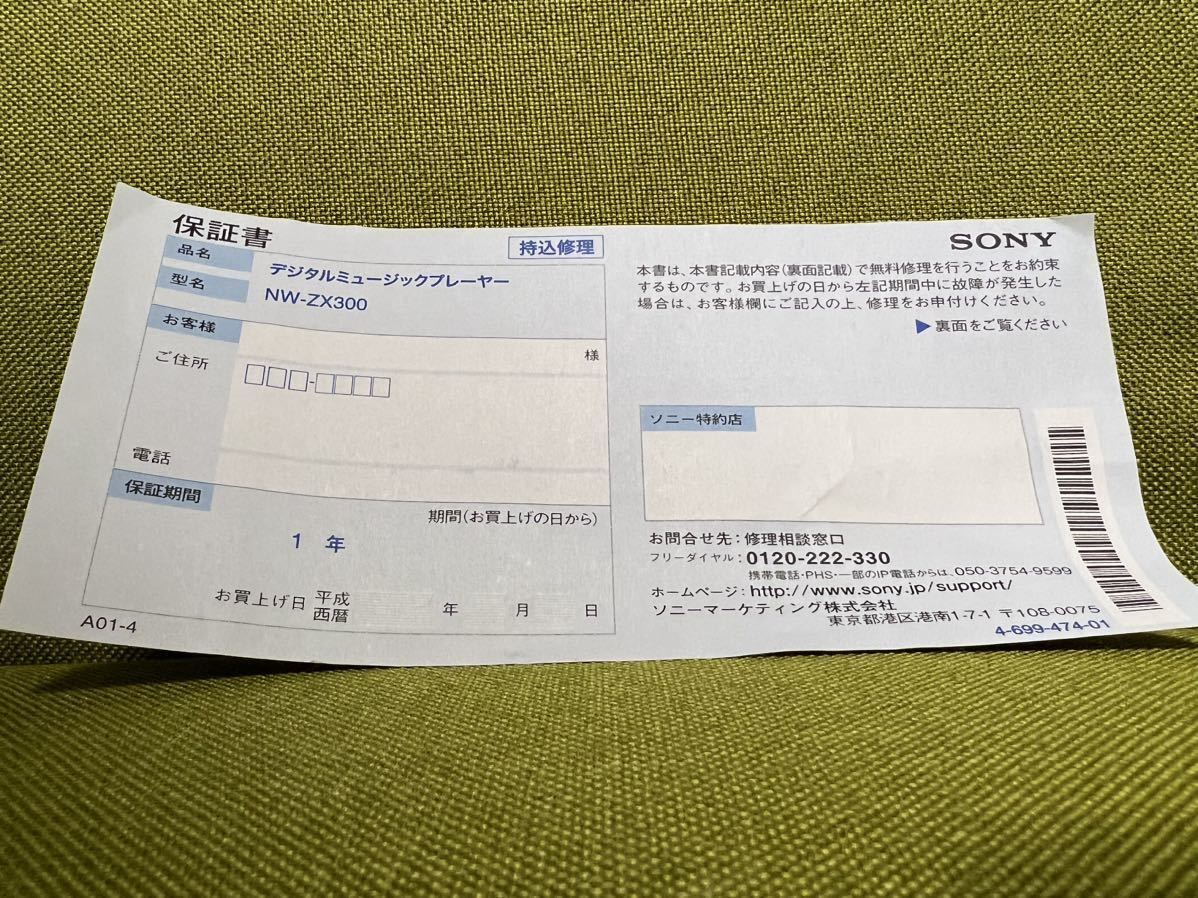 保証書
持込修理
品名
デジタルミュージックプレーヤー
型名
NW-ZX300
お客様
様
ご住所
□□□-□□□□
電話
保証期間
期間(お買上げの日から)
1 年
お買上げ日 平成
西暦
年 月 日
A01-4
SONY
本書は、本書記載内容(裏面記載)で無料修理を行うことをお約束
するものです。お買上げの日から左記期間中に故障が発生した
場合は、お客様欄にご記入の上、修理をお申付けください。
▶裏面をご覧ください
ソニー特約店
お問合せ先:修理相談窓口
フリーダイヤル:0120-222-330
携帯電話・PHS・一部のIP電話からは、050-3754-9599
ホームページ:http://www.sony.jp/support/
ソニーマーケティング株式会社
東京都港区港南1-7-1 〒108-0075
4-699-474-01